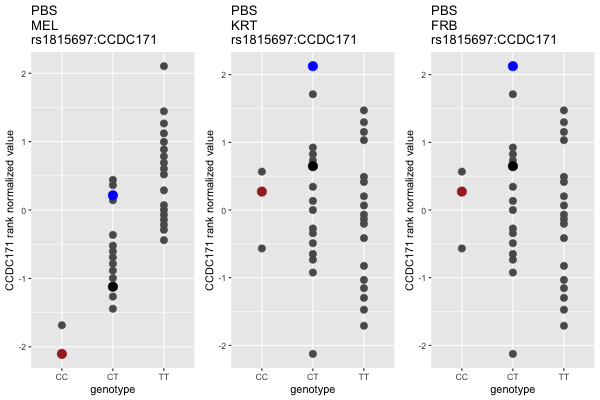 PBS
MEL
rs1815697:CCDC171
CCDC171 rank normalized value
2
1
0
-1
-2
CC CT TT
genotype
PBS
KRT
rs1815697:CCDC171
CCDC171 rank normalized value
2
1
0
-1
-2
CC CT TT
genotype
PBS
FRB
rs1815697:CCDC171
CCDC171 rank normalized value
2
1
0
-1
-2
CC CT TT
genotype